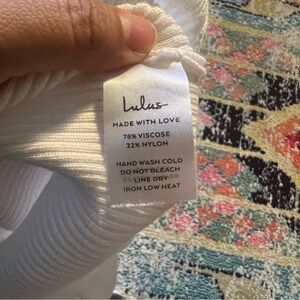 Lulus
MADE WITH LOVE
78% VISCOSE
22% NYLON
HAND WASH COLD
DO NOT BLEACH
LINE DRY
IRON LOW HEAT